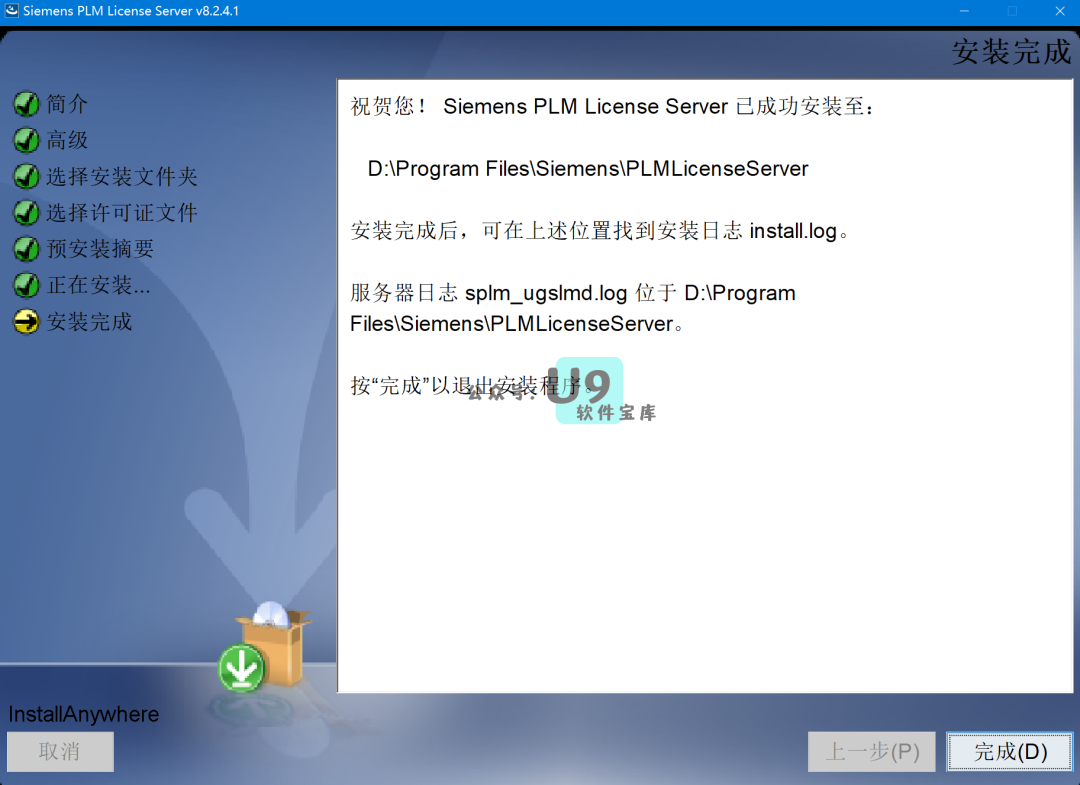 Siemens PLM License Server v8.2.4.1
安装完成
简介
高级
选择安装文件夹
选择许可证文件
预安装摘要
正在安装...
安装完成
祝贺您！ Siemens PLM License Server 已成功安装至：
D:\Program Files\Siemens\PLMLicenseServer
安装完成后，可在上述位置找到安装日志 install.log。
服务器日志 splm_ugslmd.log 位于 D:\Program
Files\Siemens\PLMLicenseServer。
按“完成”以退出安装程序。
公众号：
U9
软件宝库
InstallAnywhere
取消
上一步(P)
完成(D)